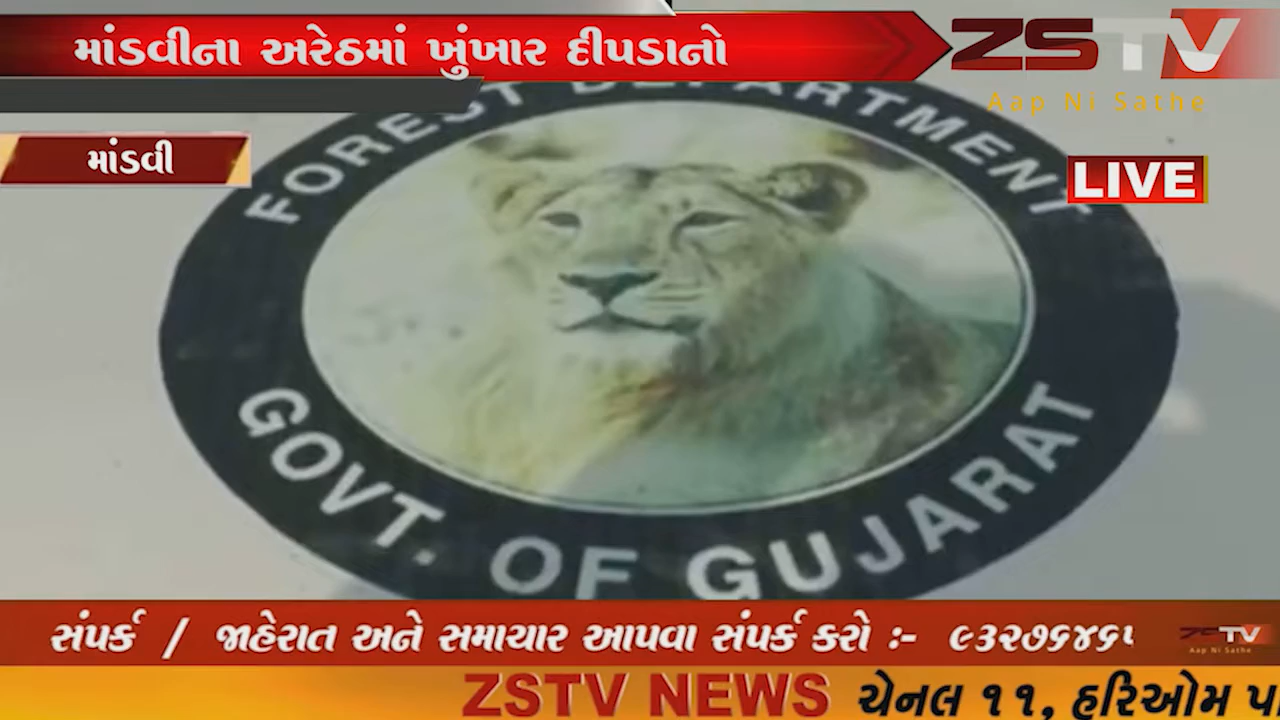 માંડવીના અરેઠમાં ખુંખાર દીપડાનો
ZSTV
Aap Ni Sathe
માંડવી
LIVE
FOREST DEPARTMENT
GOVT. OF GUJARAT
સંપર્ક / જાહેરાત અને સમાચાર આપવા સંપર્ક કરો :- ૯૩૨૭૬૪૬૫
ZSTV
Aap Ni Sathe
ZSTV NEWS ચેનલ ૧૧, હરિઓમ